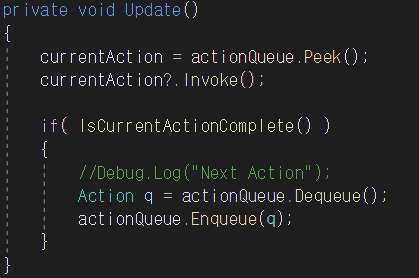 private void Update()
{
currentAction = actionQueue.Peek();
currentAction?.Invoke();
if( IsCurrentActionComplete() )
{
//Debug.Log("Next Action");
Action q = actionQueue.Dequeue();
actionQueue.Enqueue(q);
}
}